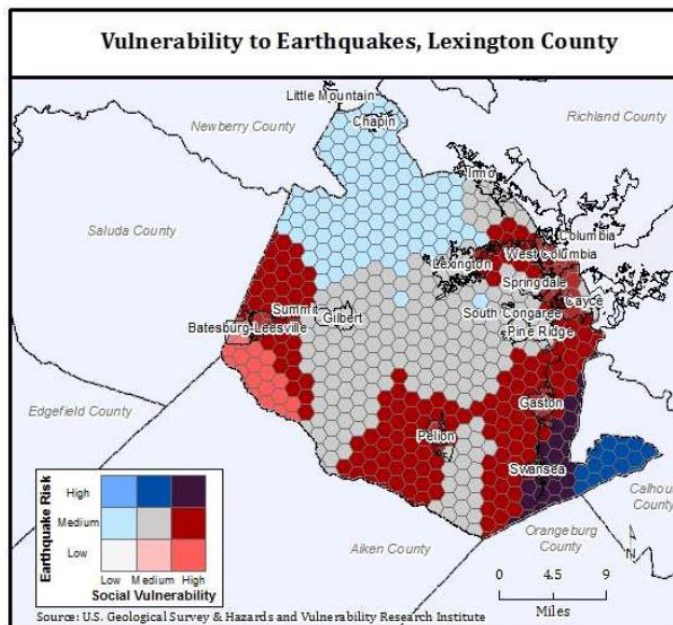 Vulnerability to Earthquakes, Lexington County
Little Mountain
Newberry County
Chapin
Richland County
Irmo
Saluda County
Columbia
West Columbia
Lexington
Springdale
Summit
Gilbert
South Congaree
Cayce
Batesburg-Leesville
Pine Ridge
Edgefield County
Gaston
Pelion
Swansea
Calhoun
County
Orangeburg
County
Aiken County
N
Earthquake Risk
High
Medium
Low
Low Medium High
Social Vulnerability
0 4.5 9
Miles
Source: U.S. Geological Survey & Hazards and Vulnerability Research Institute